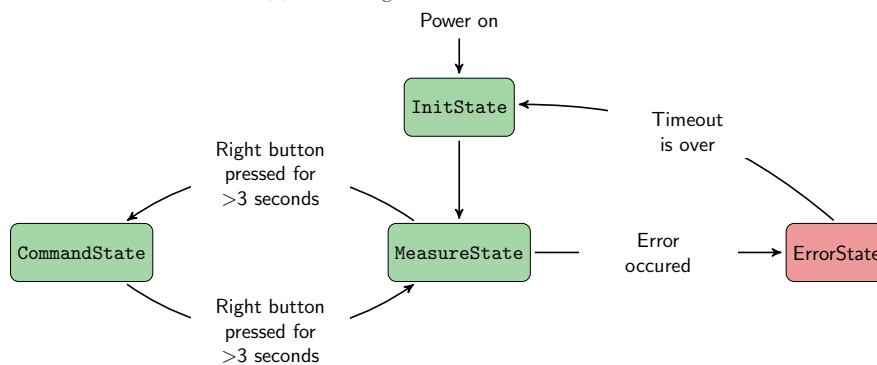 Power on
InitState
Timeout
is over
Right button
pressed for
>3 seconds
CommandState
MeasureState
Error
occured
ErrorState
Right button
pressed for
>3 seconds